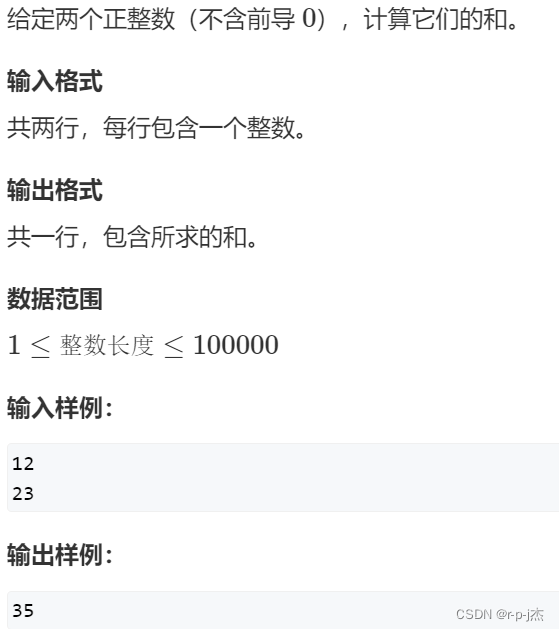 给定两个正整数（不含前导 0），计算它们的和。
输入格式
共两行，每行包含一个整数。
输出格式
共一行，包含所求的和。
数据范围
1 ≤ 整数长度 ≤ 100000
输入样例：
12
23
输出样例：
35
CSDN @r-p-j杰